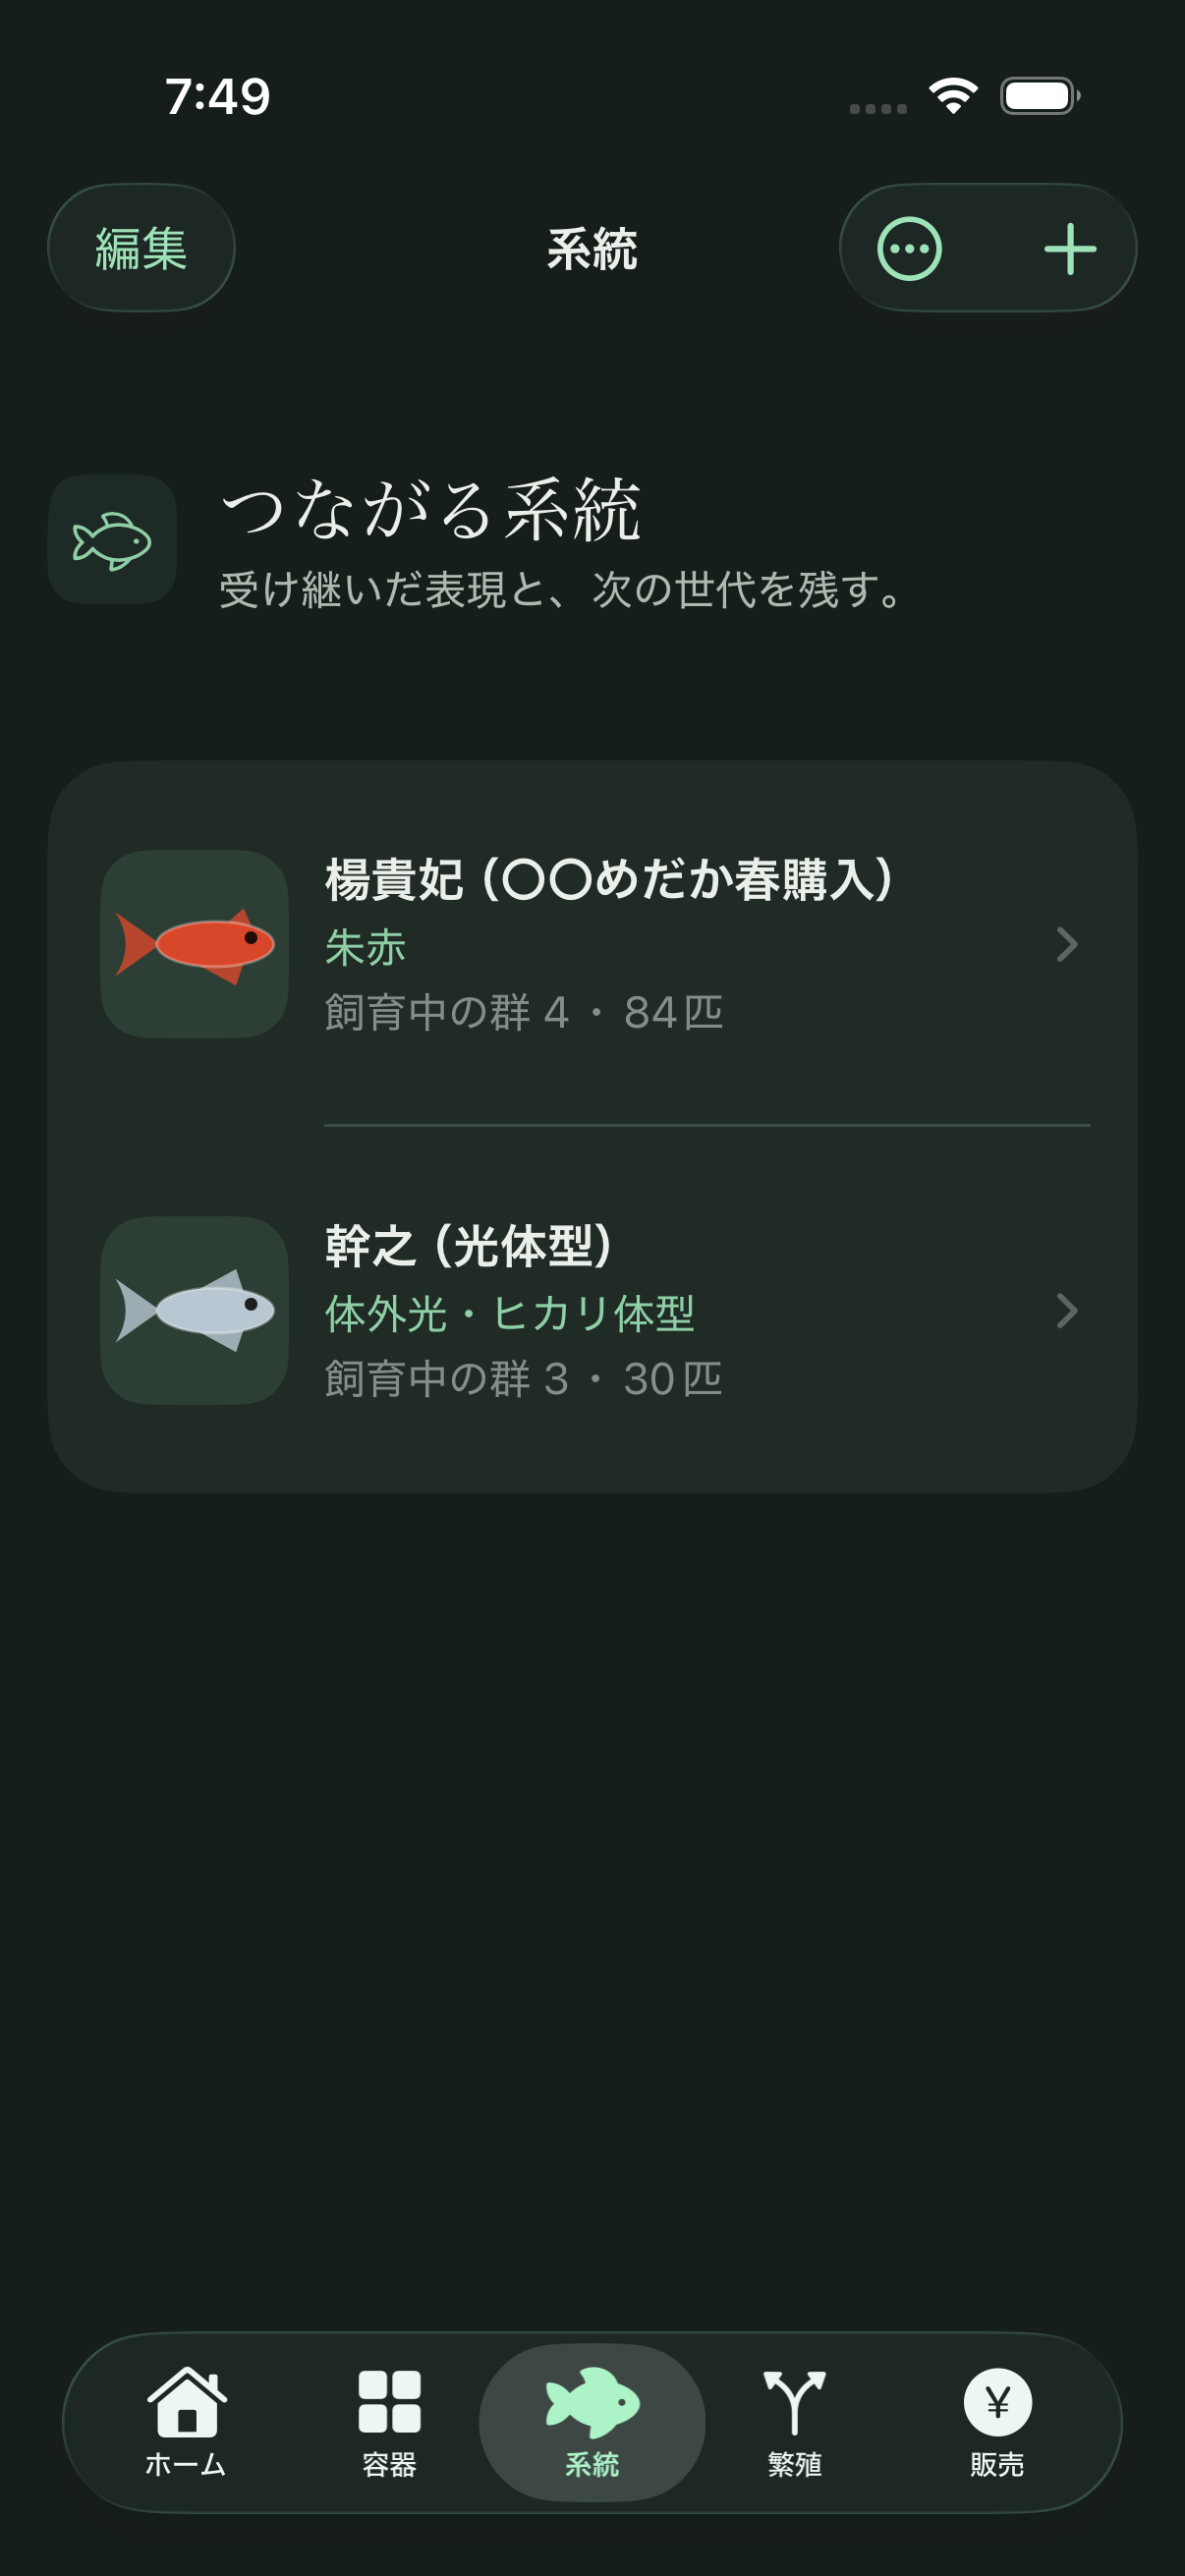 7:49
編集
系統
つながる系統
受け継いだ表現と、次の世代を残す。
楊貴妃（〇〇めだか春購入）
朱赤
飼育中の群 4・84匹
幹之（光体型）
体外光・ヒカリ体型
飼育中の群 3・30匹
ホーム
容器
系統
繁殖
¥
販売